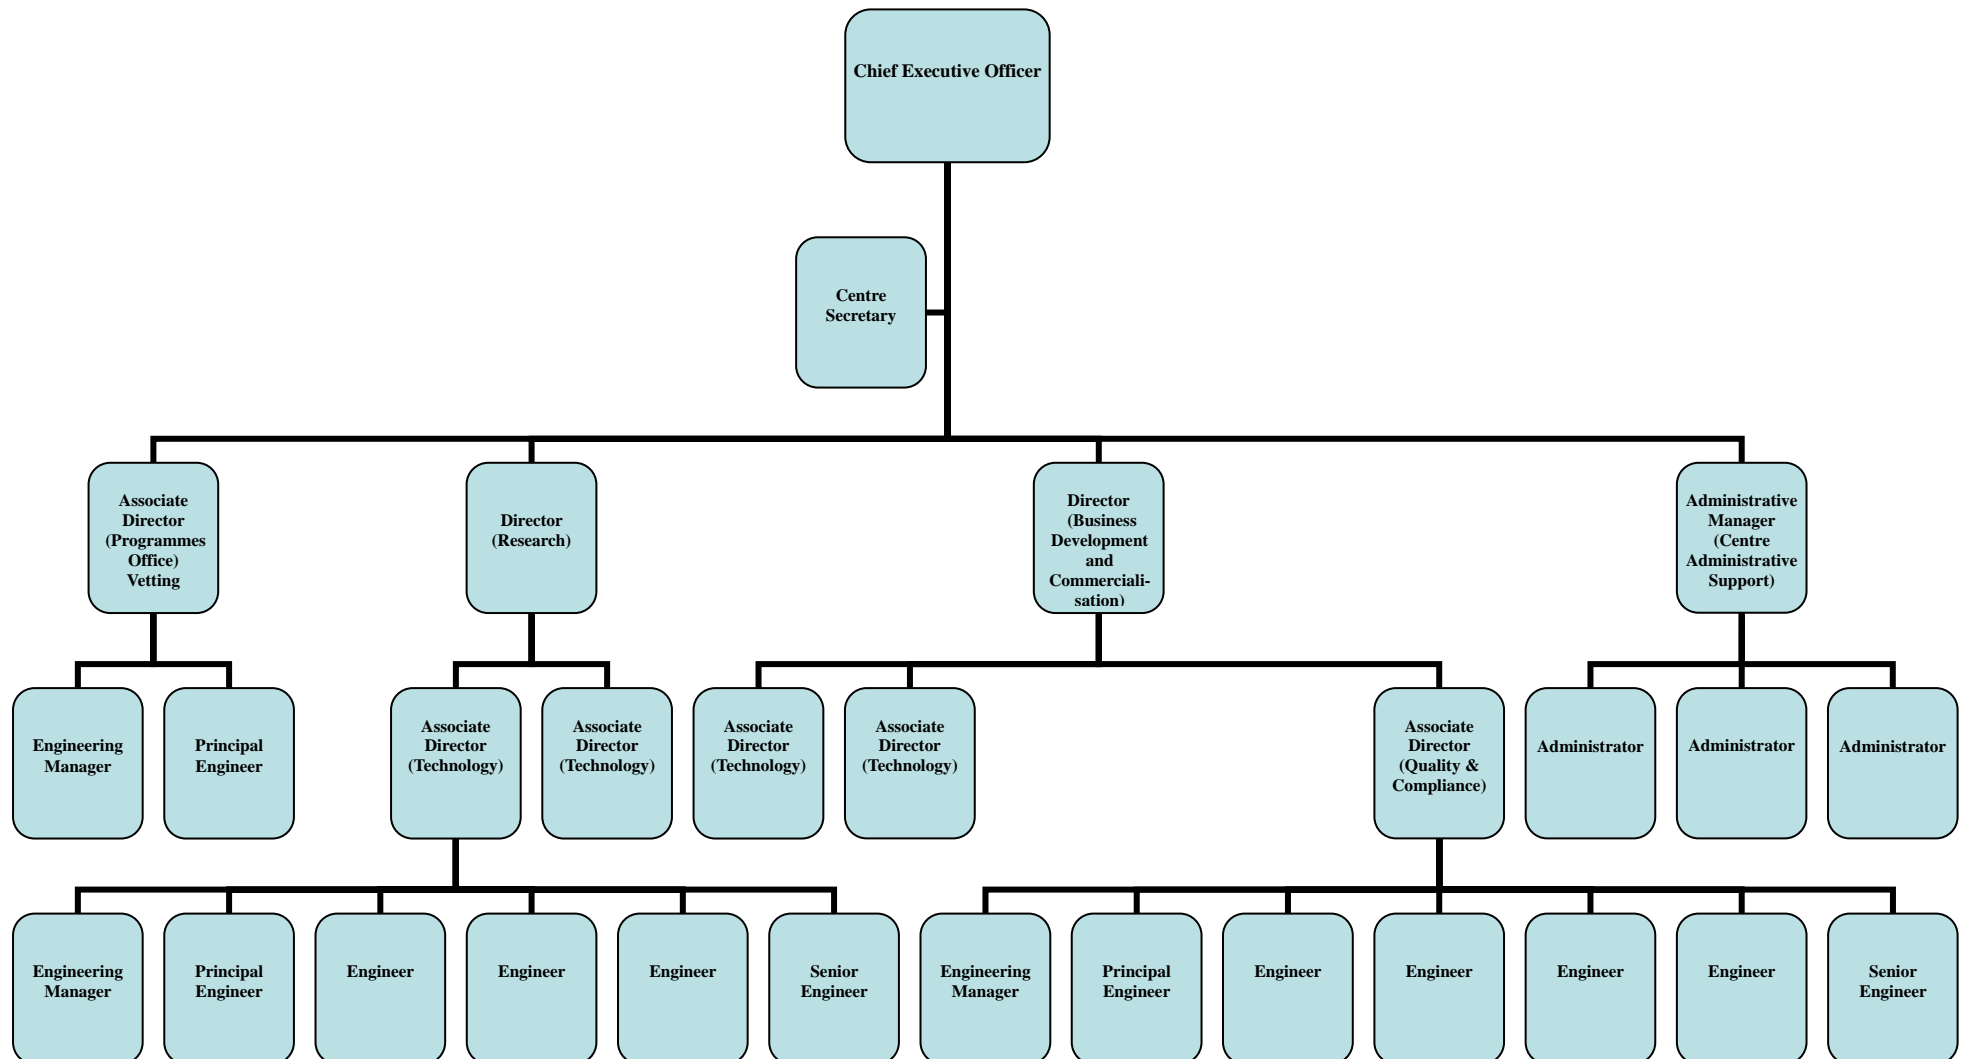 Chief Executive Officer
Centre
Secretary
Associate
Director
(Programmes
Office)
Vetting
Director
(Research)
Director
(Business
Development
and
Commerciali-
sation)
Administrative
Manager
(Centre
Administrative
Support)
Engineering
Manager
Principal
Engineer
Associate
Director
(Technology)
Associate
Director
(Technology)
Associate
Director
(Technology)
Associate
Director
(Technology)
Associate
Director
(Quality &
Compliance)
Administrator
Administrator
Administrator
Engineering
Manager
Principal
Engineer
Engineer
Engineer
Engineer
Senior
Engineer
Engineering
Manager
Principal
Engineer
Engineer
Engineer
Engineer
Engineer
Senior
Engineer